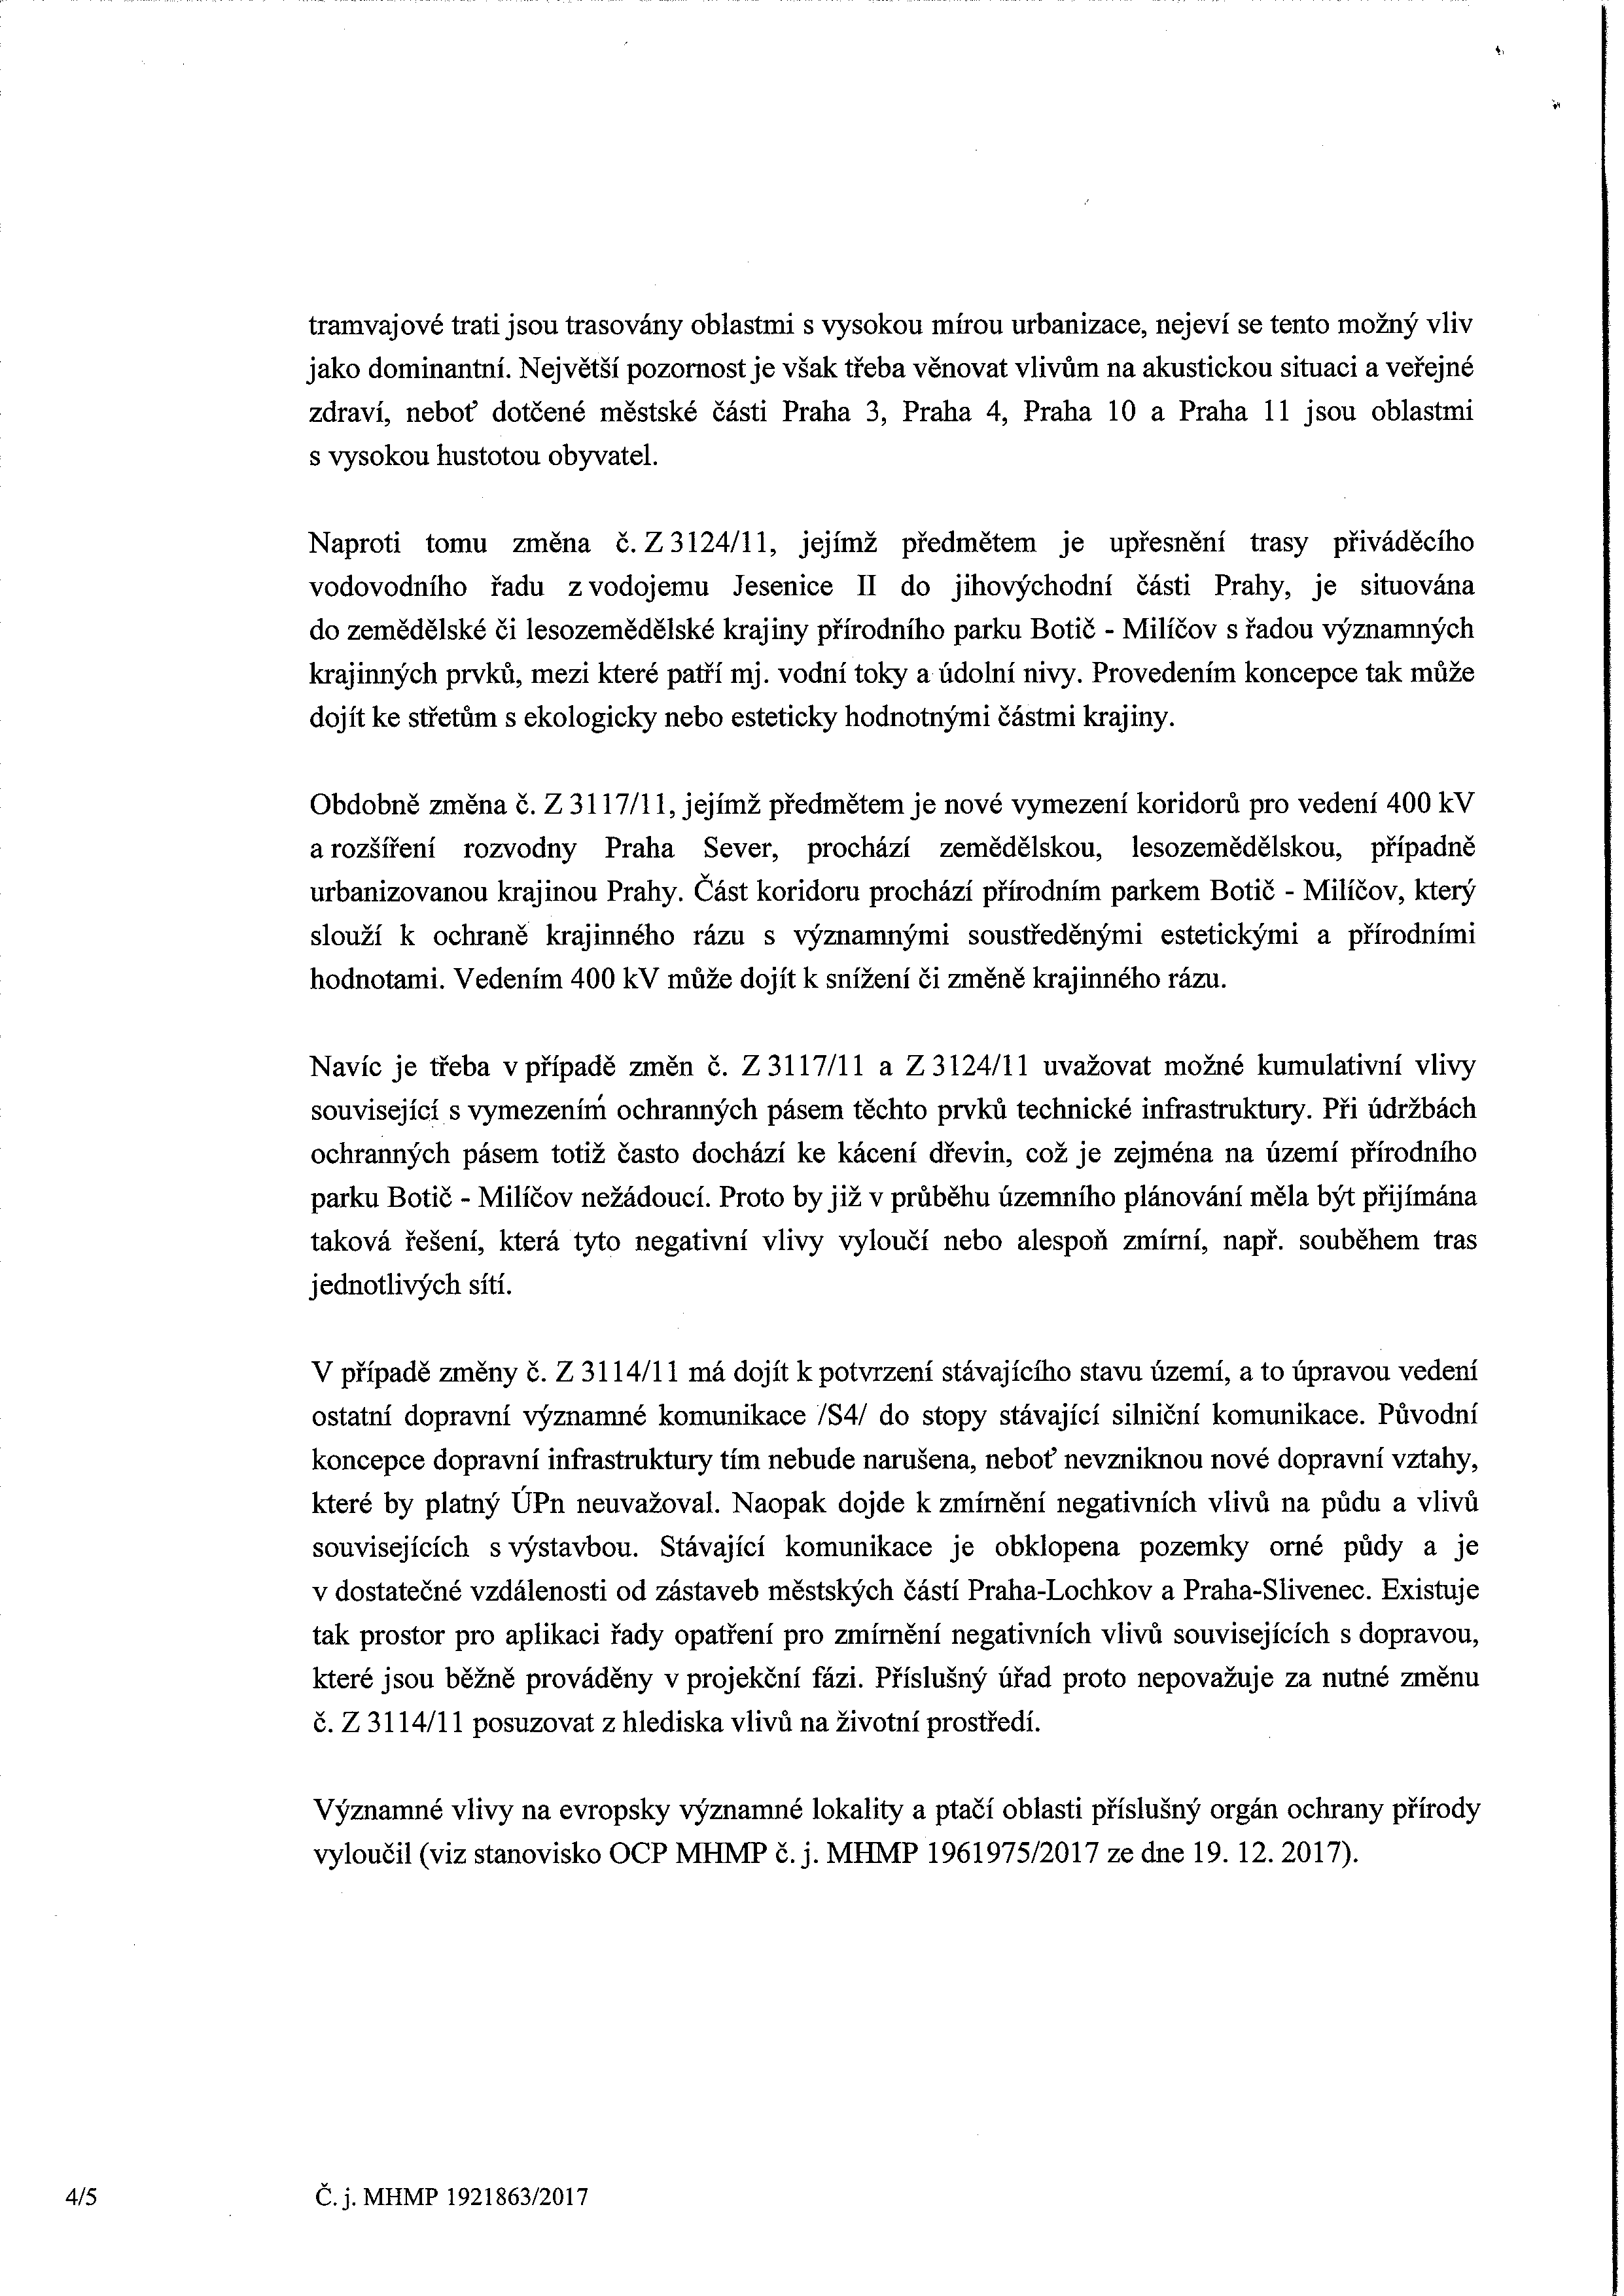 tramvajové trati jsou trasovány oblastmi s vysokou mírou urbanizace, nejeví se tento možný vliv
jako dominantní. Největší pozornost je však třeba věnovat vlivům na akustickou situaci a veřejné
zdraví, neboť dotčené městské části Praha 3, Praha 4, Praha 10 a Praha 11 jsou oblastmi
s vysokou hustotou obyvatel.
Naproti tomu změna č. Z 3124/11, jejímž předmětem je upřesnění trasy přiváděcího
vodovodního řadu z vodojemu Jesenice II do jihovýchodní části Prahy, je situována
do zemědělské či lesozemědělské krajiny přírodního parku Botič - Milíčov s řadou významných
krajinných prvků, mezi které patří mj. vodní toky a údolní nivy. Provedením koncepce tak může
dojít ke střetům s ekologicky nebo esteticky hodnotnými částmi krajiny.
Obdobně změna č. Z 3117/11, jejímž předmětem je nové vymezení koridorů pro vedení 400 kV
a rozšíření rozvodny Praha Sever, prochází zemědělskou, lesozemědělskou, případně
urbanizovanou krajinou Prahy. Část koridoru prochází přírodním parkem Botič - Milíčov, který
slouží k ochraně krajinného rázu s významnými soustředěnými estetickými a přírodními
hodnotami. Vedením 400 kV může dojít k snížení či změně krajinného rázu.
Navíc je třeba v případě změn č. Z 3117/11 a Z 3124/11 uvažovat možné kumulativní vlivy
související s vymezením ochranných pásem těchto prvků technické infrastruktury. Při údržbách
ochranných pásem totiž často dochází ke kácení dřevin, což je zejména na území přírodního
parku Botič - Milíčov nežádoucí. Proto by již v průběhu územního plánování měla být přijímána
taková řešení, která tyto negativní vlivy vyloučí nebo alespoň zmírní, např. souběhem tras
jednotlivých sítí.
V případě změny č. Z 3114/11 má dojít k potvrzení stávajícího stavu území, a to úpravou vedení
ostatní dopravní významné komunikace /S4/ do stopy stávající silniční komunikace. Původní
koncepce dopravní infrastruktury tím nebude narušena, neboť nevzniknou nové dopravní vztahy,
které by platný ÚPn neuvažoval. Naopak dojde k zmírnění negativních vlivů na půdu a vlivů
souvisejících s výstavbou. Stávající komunikace je obklopena pozemky orné půdy a je
v dostatečné vzdálenosti od zástaveb městských částí Praha-Lochkov a Praha-Slivenec. Existuje
tak prostor pro aplikaci řady opatření pro zmírnění negativních vlivů souvisejících s dopravou,
které jsou běžně prováděny v projekční fázi. Příslušný úřad proto nepovažuje za nutné změnu
č. Z 3114/11 posuzovat z hlediska vlivů na životní prostředí.
Významné vlivy na evropsky významné lokality a ptačí oblasti příslušný orgán ochrany přírody
vyloučil (viz stanovisko OCP MHMP č. j. MHMP 1961975/2017 ze dne 19. 12. 2017).
4/5 Č. j. MHMP 1921863/2017